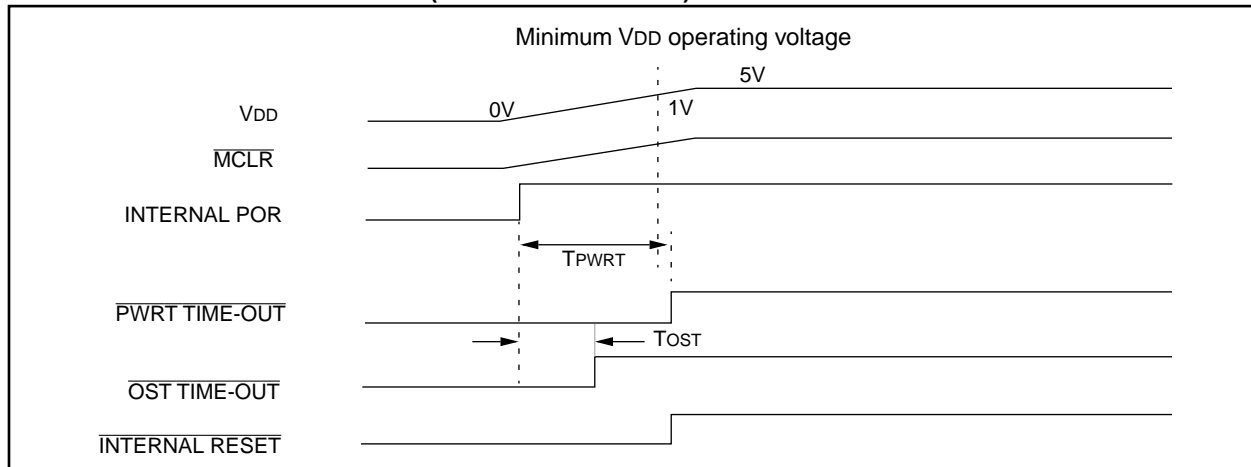 Minimum VDD operating voltage
5V
0V
1V
VDD
MCLR
INTERNAL POR
TPWRT
PWRT TIME-OUT
TOST
OST TIME-OUT
INTERNAL RESET